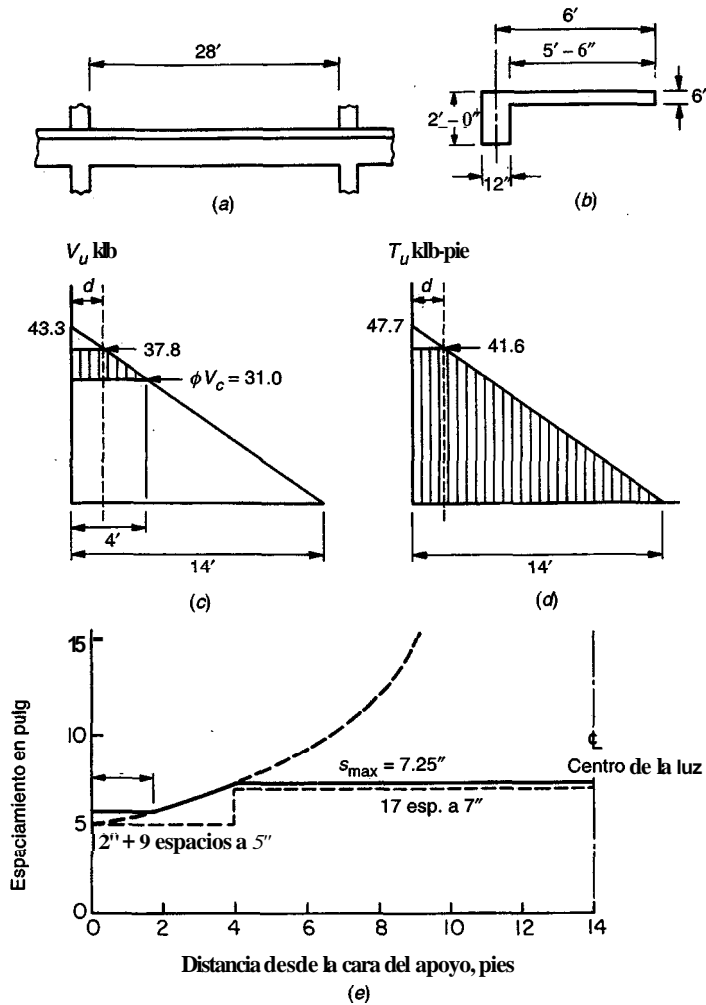 28′
(a)
6′
5′ – 6″
6′
2′ – 0″
12″
(b)
V_u klb
d
43.3
37.8
ϕV_c = 31.0
4′
14′
(c)
T_u klb-pie
d
47.7
41.6
14′
(d)
Espaciamiento en pulg
15
10
5
0
s_max = 7.25″
17 esp. a 7″
2″ + 9 espacios a 5″
℄
Centro de la luz
0 2 4 6 8 10 12 14
Distancia desde la cara del apoyo, pies
(e)